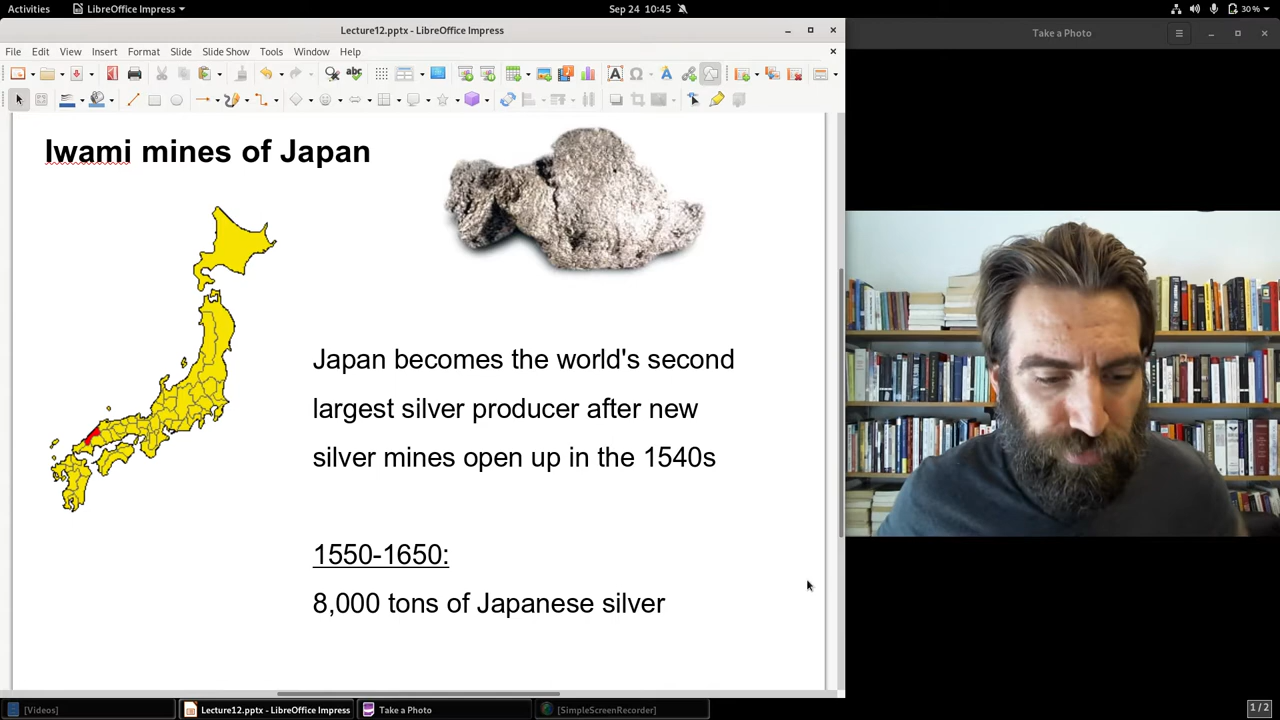 Activities
LibreOffice Impress
Sep 24 10:45
30 %
Lecture12.pptx - LibreOffice Impress
Take a Photo
File Edit View Insert Format Slide Slide Show Tools Window Help
Iwami mines of Japan
Japan becomes the world's second
largest silver producer after new
silver mines open up in the 1540s
1550-1650:
8,000 tons of Japanese silver
[Videos]
Lecture12.pptx - LibreOffice Impress
Take a Photo
[SimpleScreenRecorder]
1 / 2